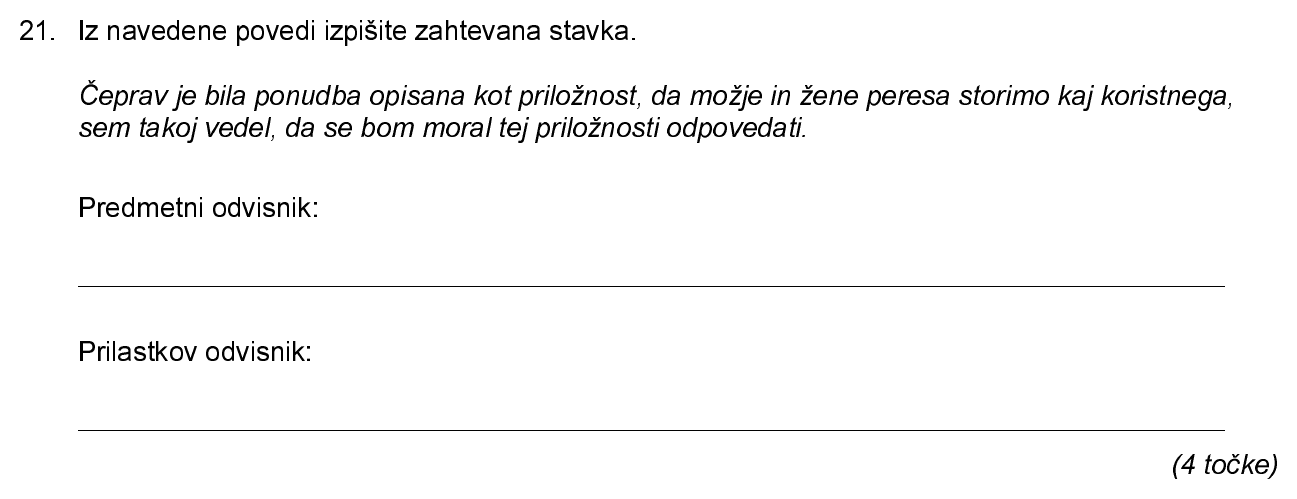 21. Iz navedene povedi izpišite zahtevana stavka.
Čeprav je bila ponudba opisana kot priložnost, da možje in žene peresa storimo kaj koristnega,
sem takoj vedel, da se bom moral tej priložnosti odpovedati.
Predmetni odvisnik:
Prilastkov odvisnik:
(4 točke)